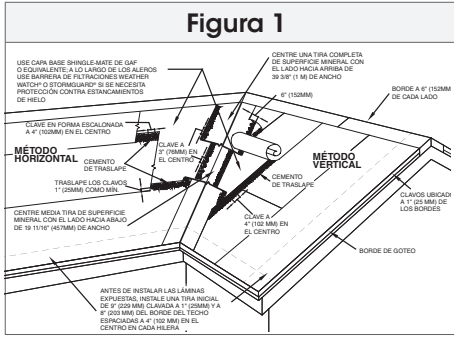 Figura 1
USE CAPA BASE SHINGLE-MATE DE GAF
O EQUIVALENTE; A LO LARGO DE LOS ALEROS
USE BARRERA DE FILTRACIONES WEATHER
WATCH® O STORMGUARD® SI SE NECESITA
PROTECCIÓN CONTRA ESTANCAMIENTOS
DE HIELO
CENTRE UNA TIRA COMPLETA
DE SUPERFICIE MINERAL CON
EL LADO HACIA ARRIBA DE
39 3/8" (1 M) DE ANCHO
6" (152MM)
BORDE A 6" (152MM
DE CADA LADO
CLAVE EN FORMA ESCALONADA
A 4" (102MM) EN EL CENTRO
MÉTODO
HORIZONTAL
CEMENTO
DE TRASLAPE
CLAVE A
3" (76MM) EN
EL CENTRO
MÉTODO
VERTICAL
CEMENTO
DE TRASLAPE
TRASLAPE LOS CLAVOS
1" (25MM) COMO MÍN.
CLAVOS UBICAD
A 1" (25 MM) DE
LOS BORDES
CENTRE MEDIA TIRA DE SUPERFICIE
MINERAL CON EL LADO HACIA ABAJO
DE 19 11/16" (457MM) DE ANCHO
CLAVE A
4" (102 MM) EN
EL CENTRO
BORDE DE GOTEO
ANTES DE INSTALAR LAS LÁMINAS
EXPUESTAS, INSTALE UNA TIRA INICIAL
DE 9" (229 MM) CLAVADA A 1" (25MM) Y A
8" (203 MM) DEL BORDE DEL TECHO
ESPACIADAS A 4" (102 MM) EN EL
CENTRO EN CADA HILERA